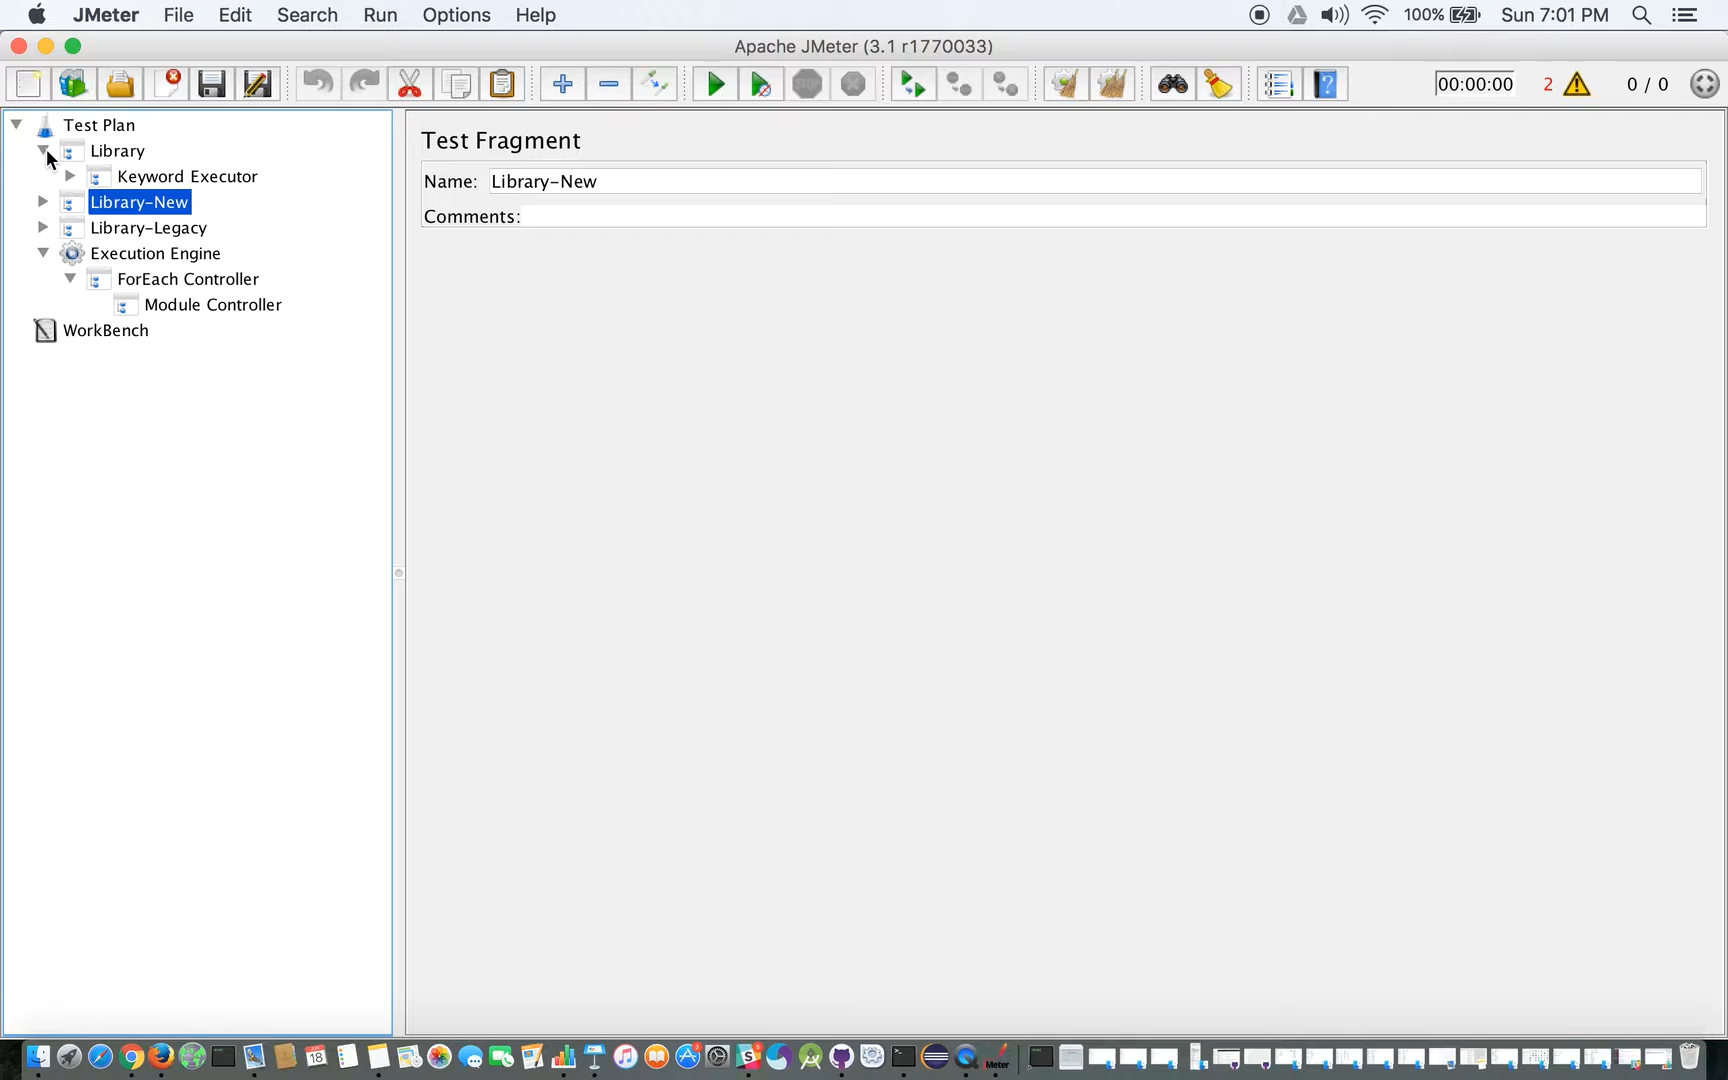 JMeter File Edit Search Run Options Help 100% Sun 7:01 PM
Apache JMeter (3.1 r1770033)
00:00:00 2 0 / 0
Test Plan
Library
Keyword Executor
Library-New
Library-Legacy
Execution Engine
ForEach Controller
Module Controller
WorkBench
Test Fragment
Name: Library-New
Comments:
18
Meter